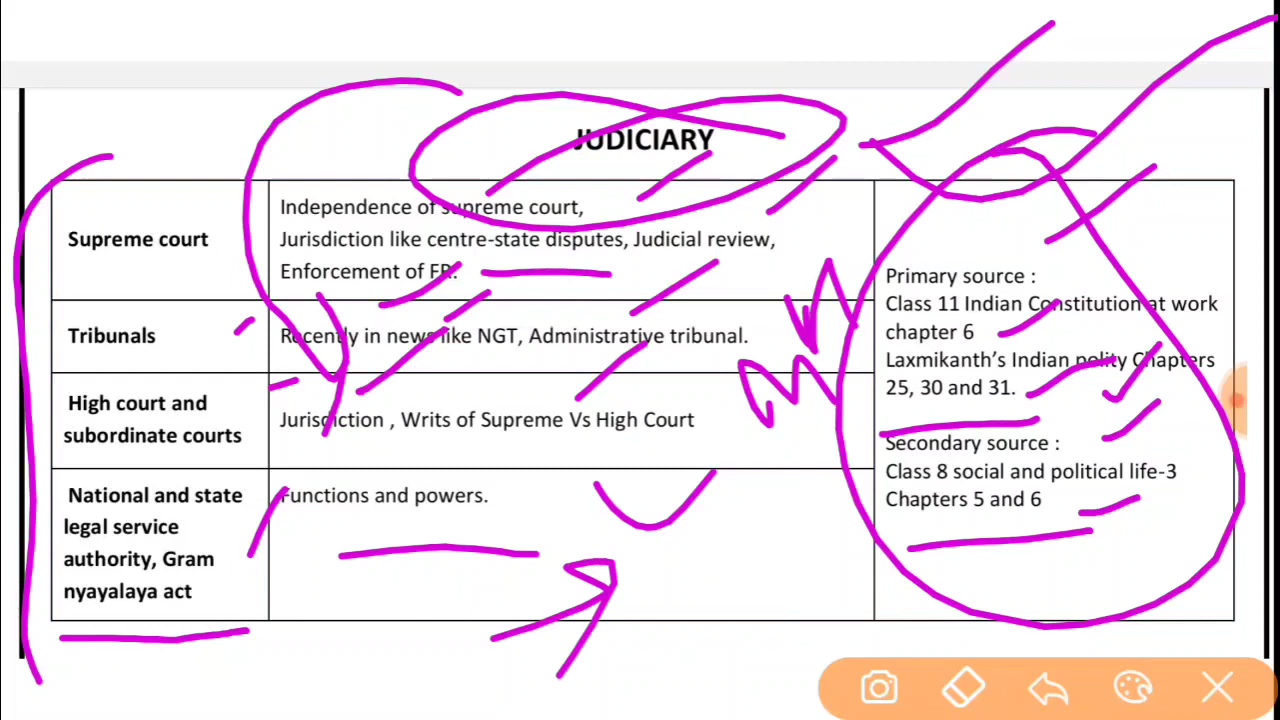 JUDICIARY
Supreme court
Independence of supreme court,
Jurisdiction like centre-state disputes, Judicial review,
Enforcement of FR.
Tribunals
Recently in news like NGT, Administrative tribunal.
High court and
subordinate courts
Jurisdiction , Writs of Supreme Vs High Court
National and state
legal service
authority, Gram
nyayalaya act
Functions and powers.
Primary source :
Class 11 Indian Constitution at work
chapter 6
Laxmikanth's Indian polity Chapters
25, 30 and 31.
Secondary source :
Class 8 social and political life-3
Chapters 5 and 6